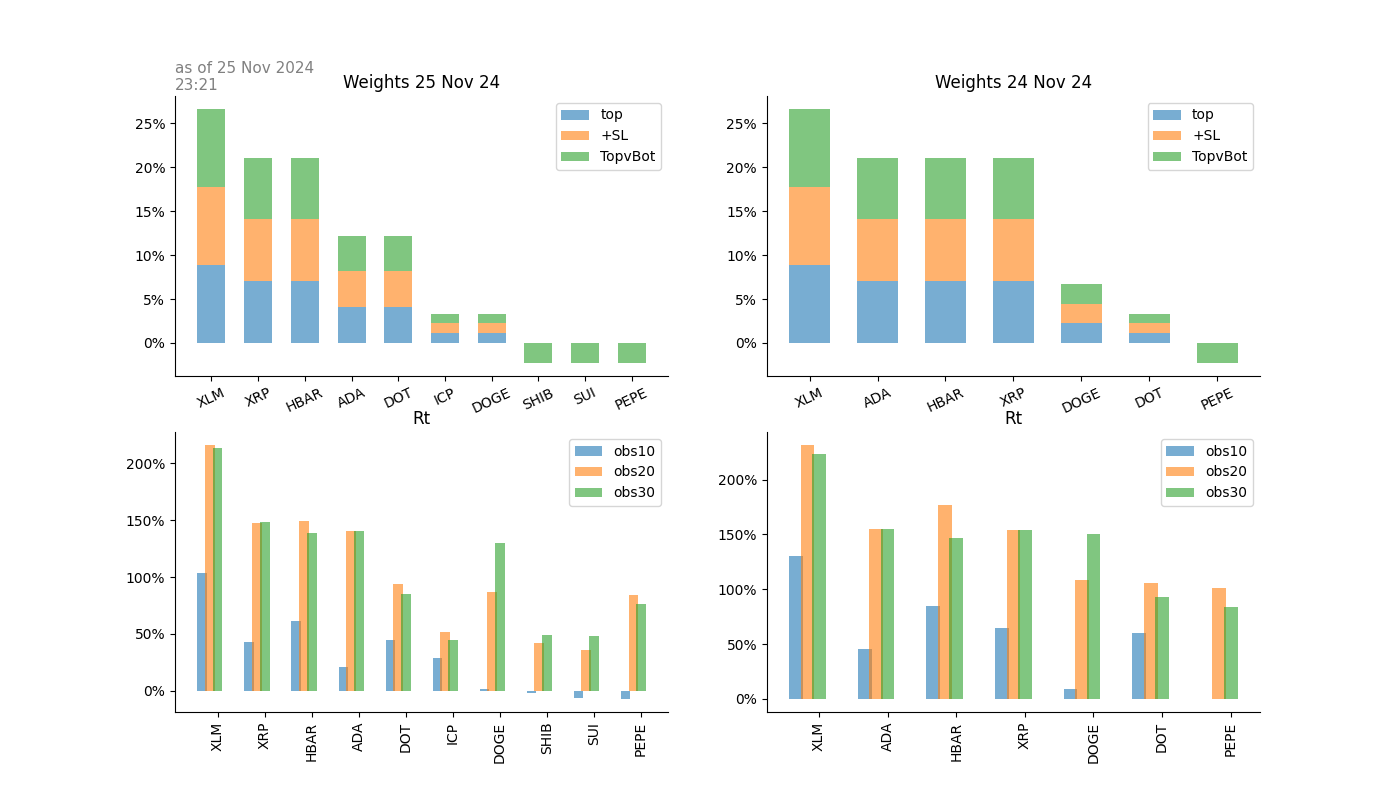 as of 25 Nov 2024
23:21
Weights 25 Nov 24
25%
20%
15%
10%
5%
0%
top
+SL
TopvBot
XLM XRP HBAR ADA DOT ICP DOGE SHIB SUI PEPE
Weights 24 Nov 24
25%
20%
15%
10%
5%
0%
top
+SL
TopvBot
XLM ADA HBAR XRP DOGE DOT PEPE
Rt
200%
150%
100%
50%
0%
obs10
obs20
obs30
XLM XRP HBAR ADA DOT ICP DOGE SHIB SUI PEPE
Rt
200%
150%
100%
50%
0%
obs10
obs20
obs30
XLM ADA HBAR XRP DOGE DOT PEPE